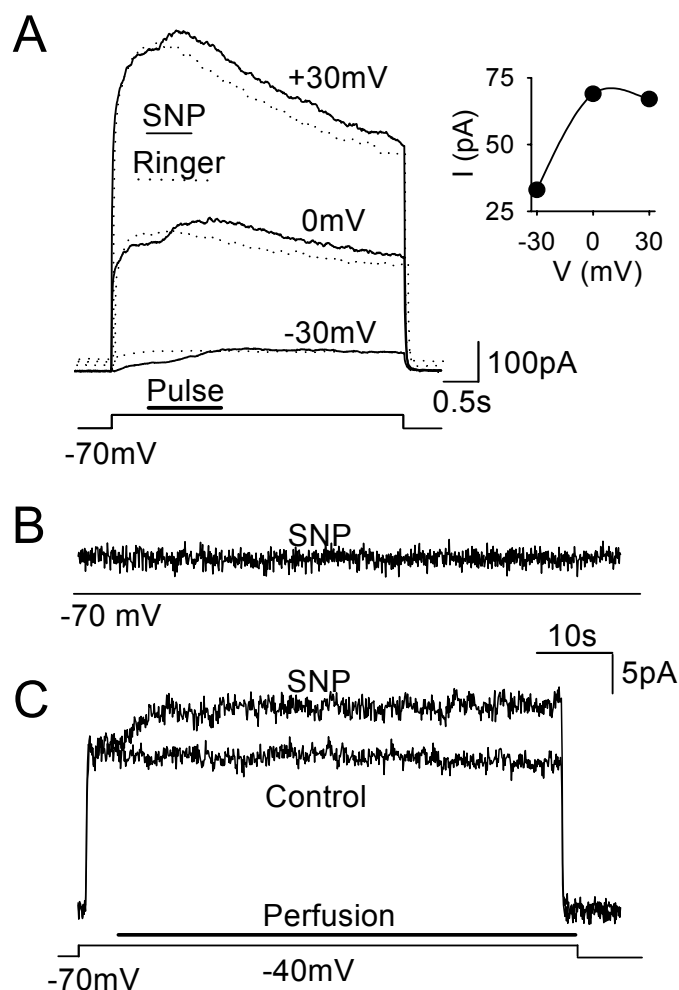 A
+30mV
SNP
Ringer
0mV
-30mV
100pA
0.5s
Pulse
-70mV
75
50
25
I (pA)
-30 0 30
V (mV)
B
SNP
-70 mV
10s
5pA
C
SNP
Control
Perfusion
-70mV
-40mV